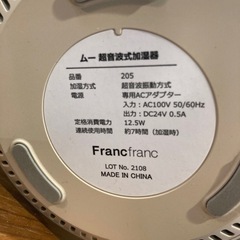 ムー 超音波式加湿器
品番 205
加湿方式 超音波振動方式
電源 専用ACアダプター
入力：AC100V 50/60Hz
出力：DC24V 0.5A
定格消費電力 12.5W
連続使用時間 約7時間（加湿時）
Francfranc
LOT No. 2108
MADE IN CHINA